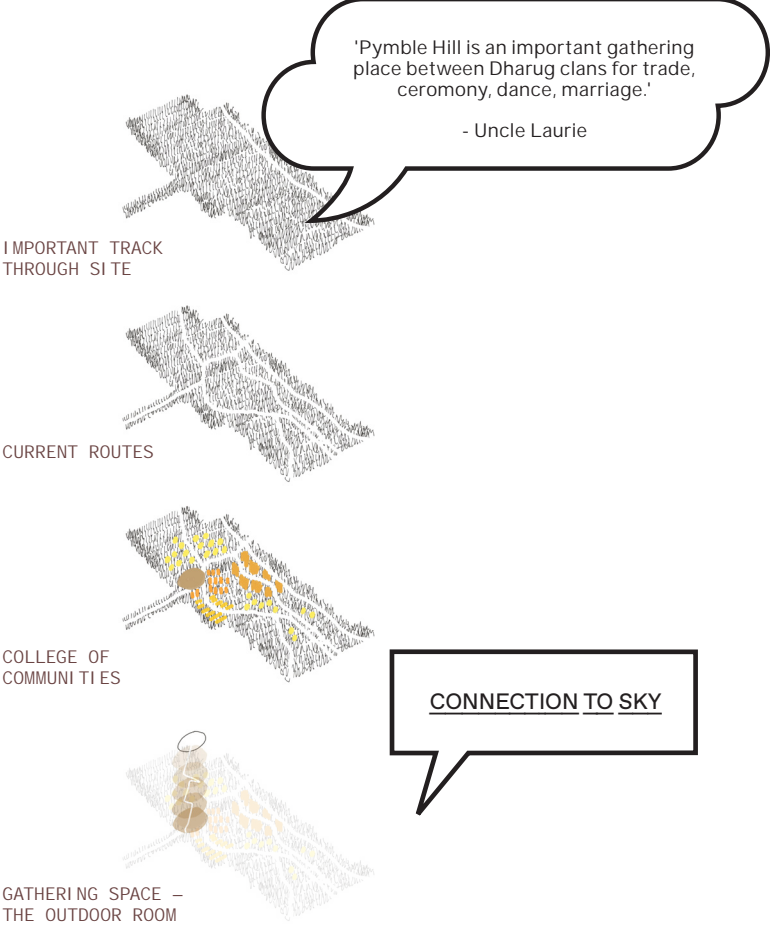 'Pymble Hill is an important gathering
place between Dharug clans for trade,
ceromony, dance, marriage.'
- Uncle Laurie
IMPORTANT TRACK
THROUGH SITE
CURRENT ROUTES
COLLEGE OF
COMMUNITIES
CONNECTION TO SKY
GATHERING SPACE –
THE OUTDOOR ROOM